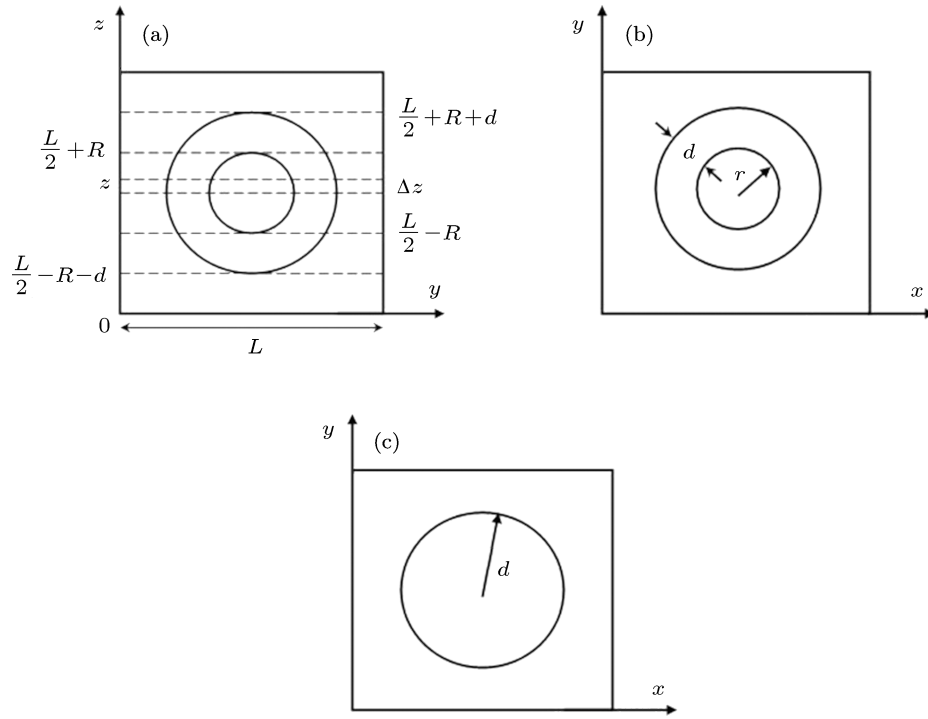 z
(a)
L/2 +R+d
L/2 +R
z
Δz
L/2 −R
L/2 −R−d
y
0
L
y
(b)
d
r
x
y
(c)
d
x